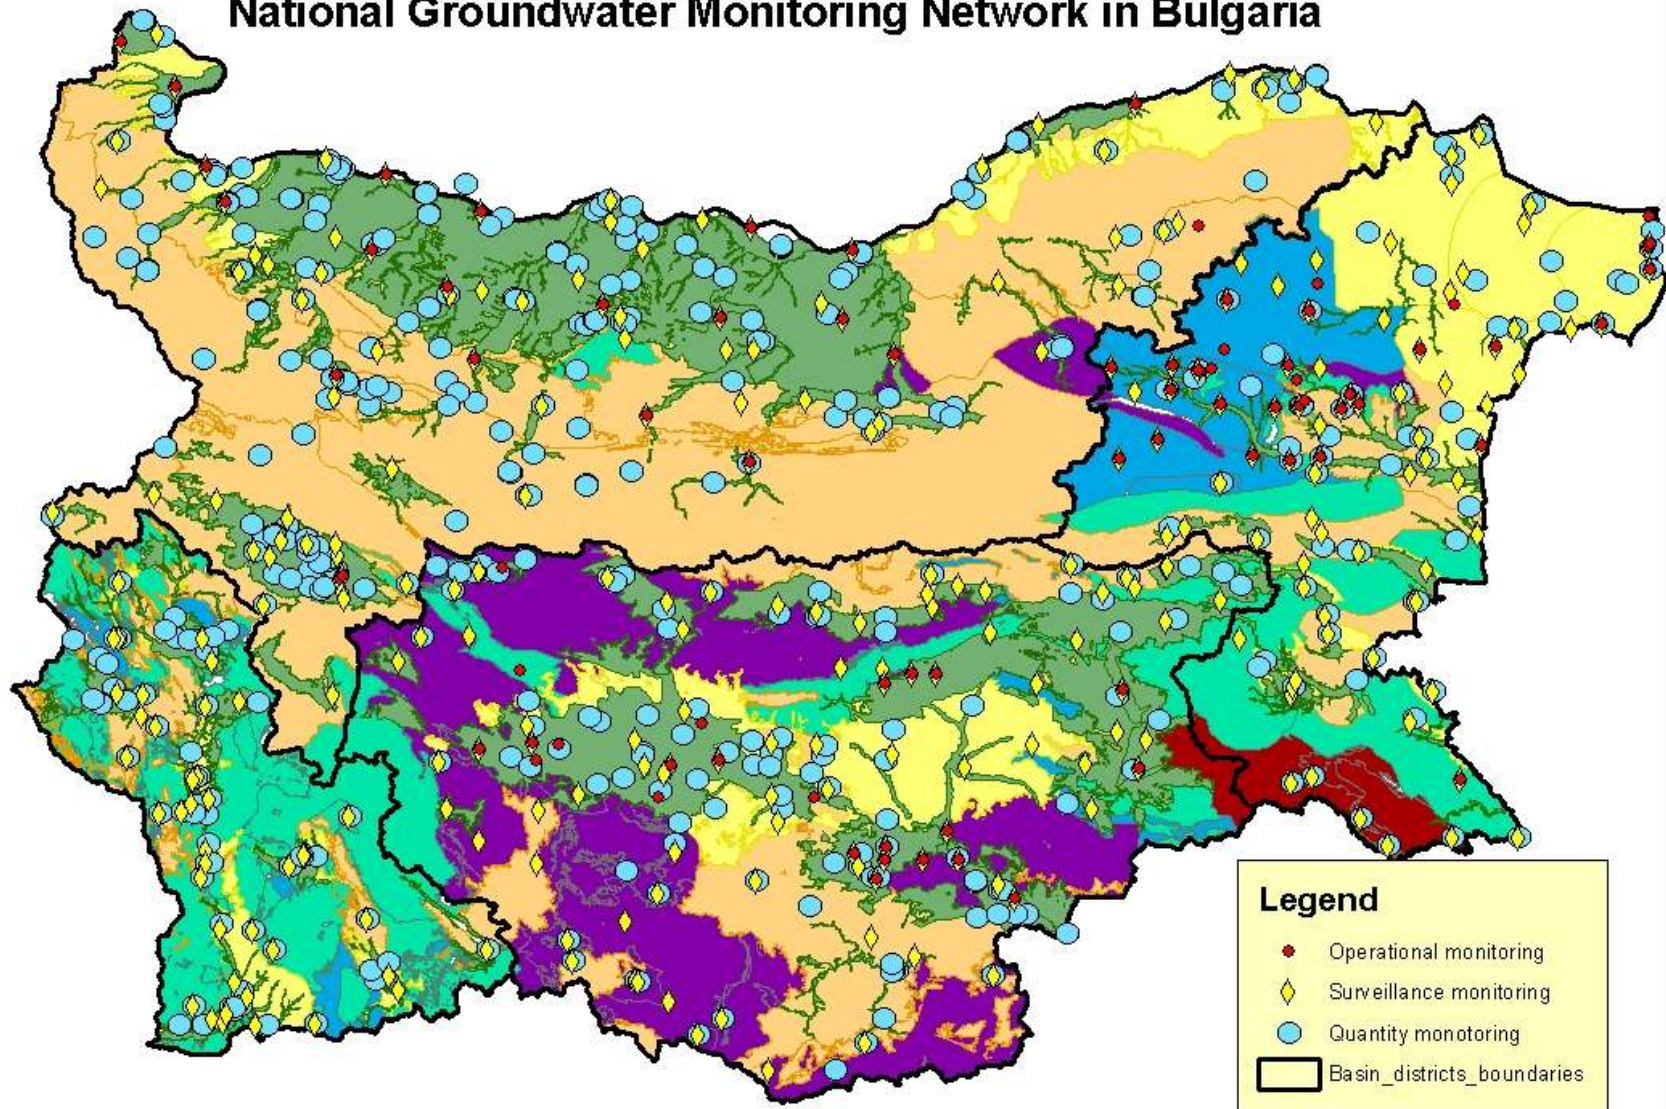 National Groundwater Monitoring Network in Bulgaria
Legend
Operational monitoring
Surveillance monitoring
Quantity monotoring
Basin_districts_boundaries